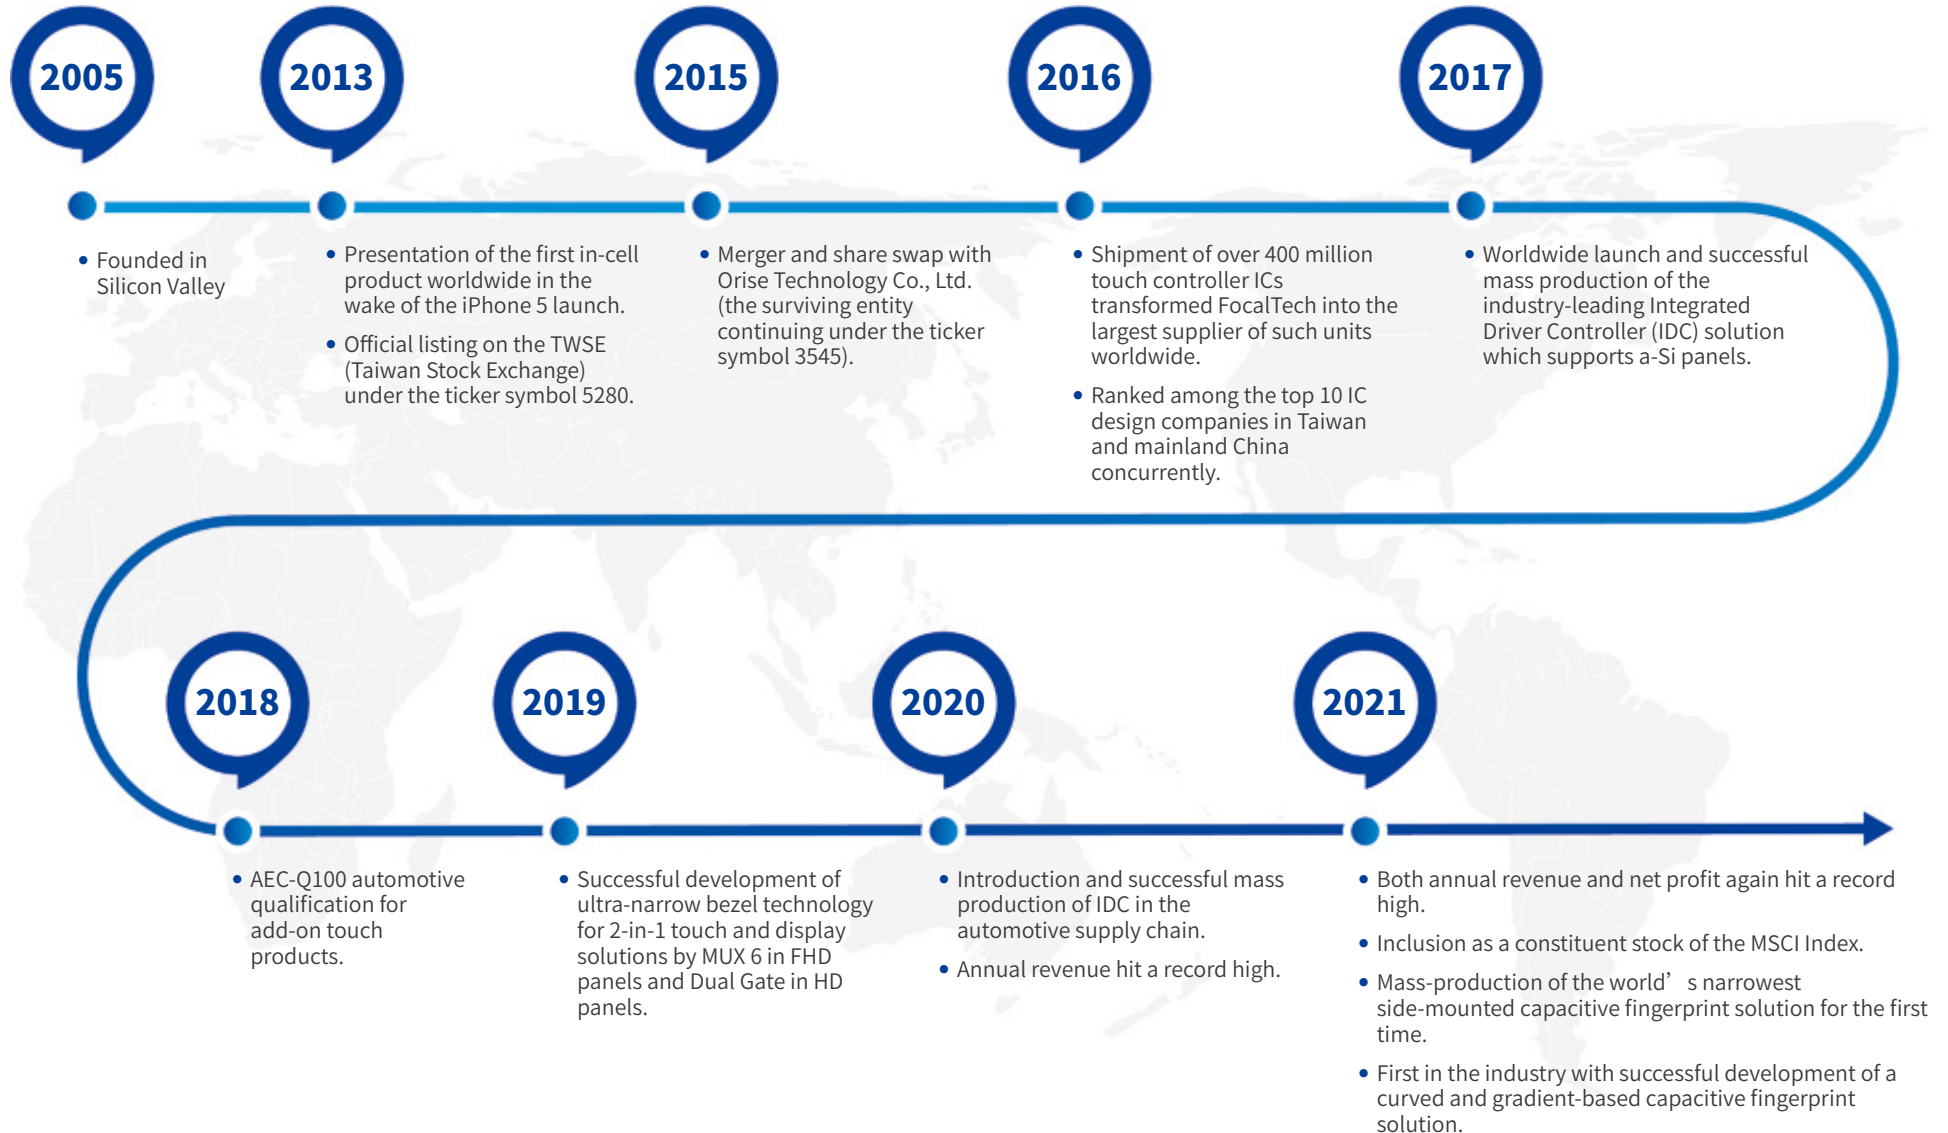 2005
2013
2015
2016
2017
• Founded in
Silicon Valley
• Presentation of the first in-cell
product worldwide in the
wake of the iPhone 5 launch.
• Official listing on the TWSE
(Taiwan Stock Exchange)
under the ticker symbol 5280.
• Merger and share swap with
Orise Technology Co., Ltd.
(the surviving entity
continuing under the ticker
symbol 3545).
• Shipment of over 400 million
touch controller ICs
transformed FocalTech into the
largest supplier of such units
worldwide.
• Ranked among the top 10 IC
design companies in Taiwan
and mainland China
concurrently.
• Worldwide launch and successful
mass production of the
industry-leading Integrated
Driver Controller (IDC) solution
which supports a-Si panels.
2018
2019
2020
2021
• AEC-Q100 automotive
qualification for
add-on touch
products.
• Successful development of
ultra-narrow bezel technology
for 2-in-1 touch and display
solutions by MUX 6 in FHD
panels and Dual Gate in HD
panels.
• Introduction and successful mass
production of IDC in the
automotive supply chain.
• Annual revenue hit a record high.
• Both annual revenue and net profit again hit a record
high.
• Inclusion as a constituent stock of the MSCI Index.
• Mass-production of the world’s narrowest
side-mounted capacitive fingerprint solution for the first
time.
• First in the industry with successful development of a
curved and gradient-based capacitive fingerprint
solution.